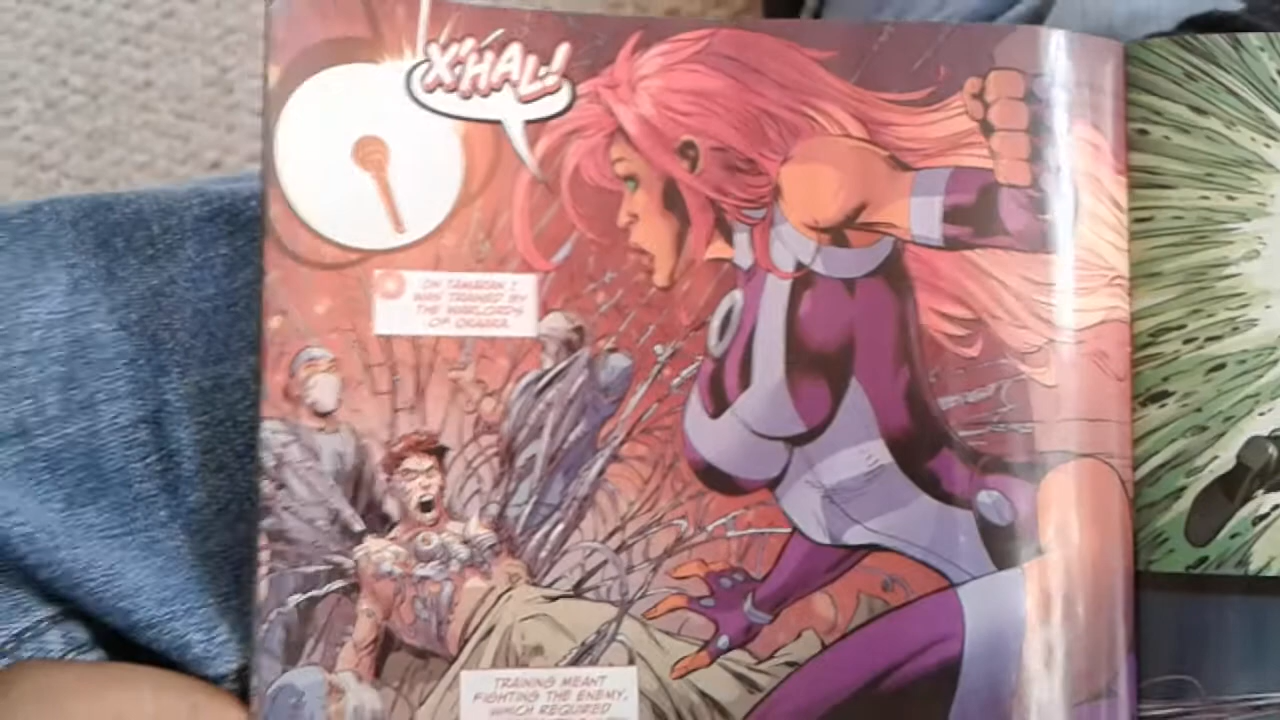 X'HAL!
ON TAMARAN I
WAS TRAINED BY
THE WARLORDS
OF OKAARA.
TRAINING MEANT
FIGHTING THE ENEMY,
WHICH REQUIRED